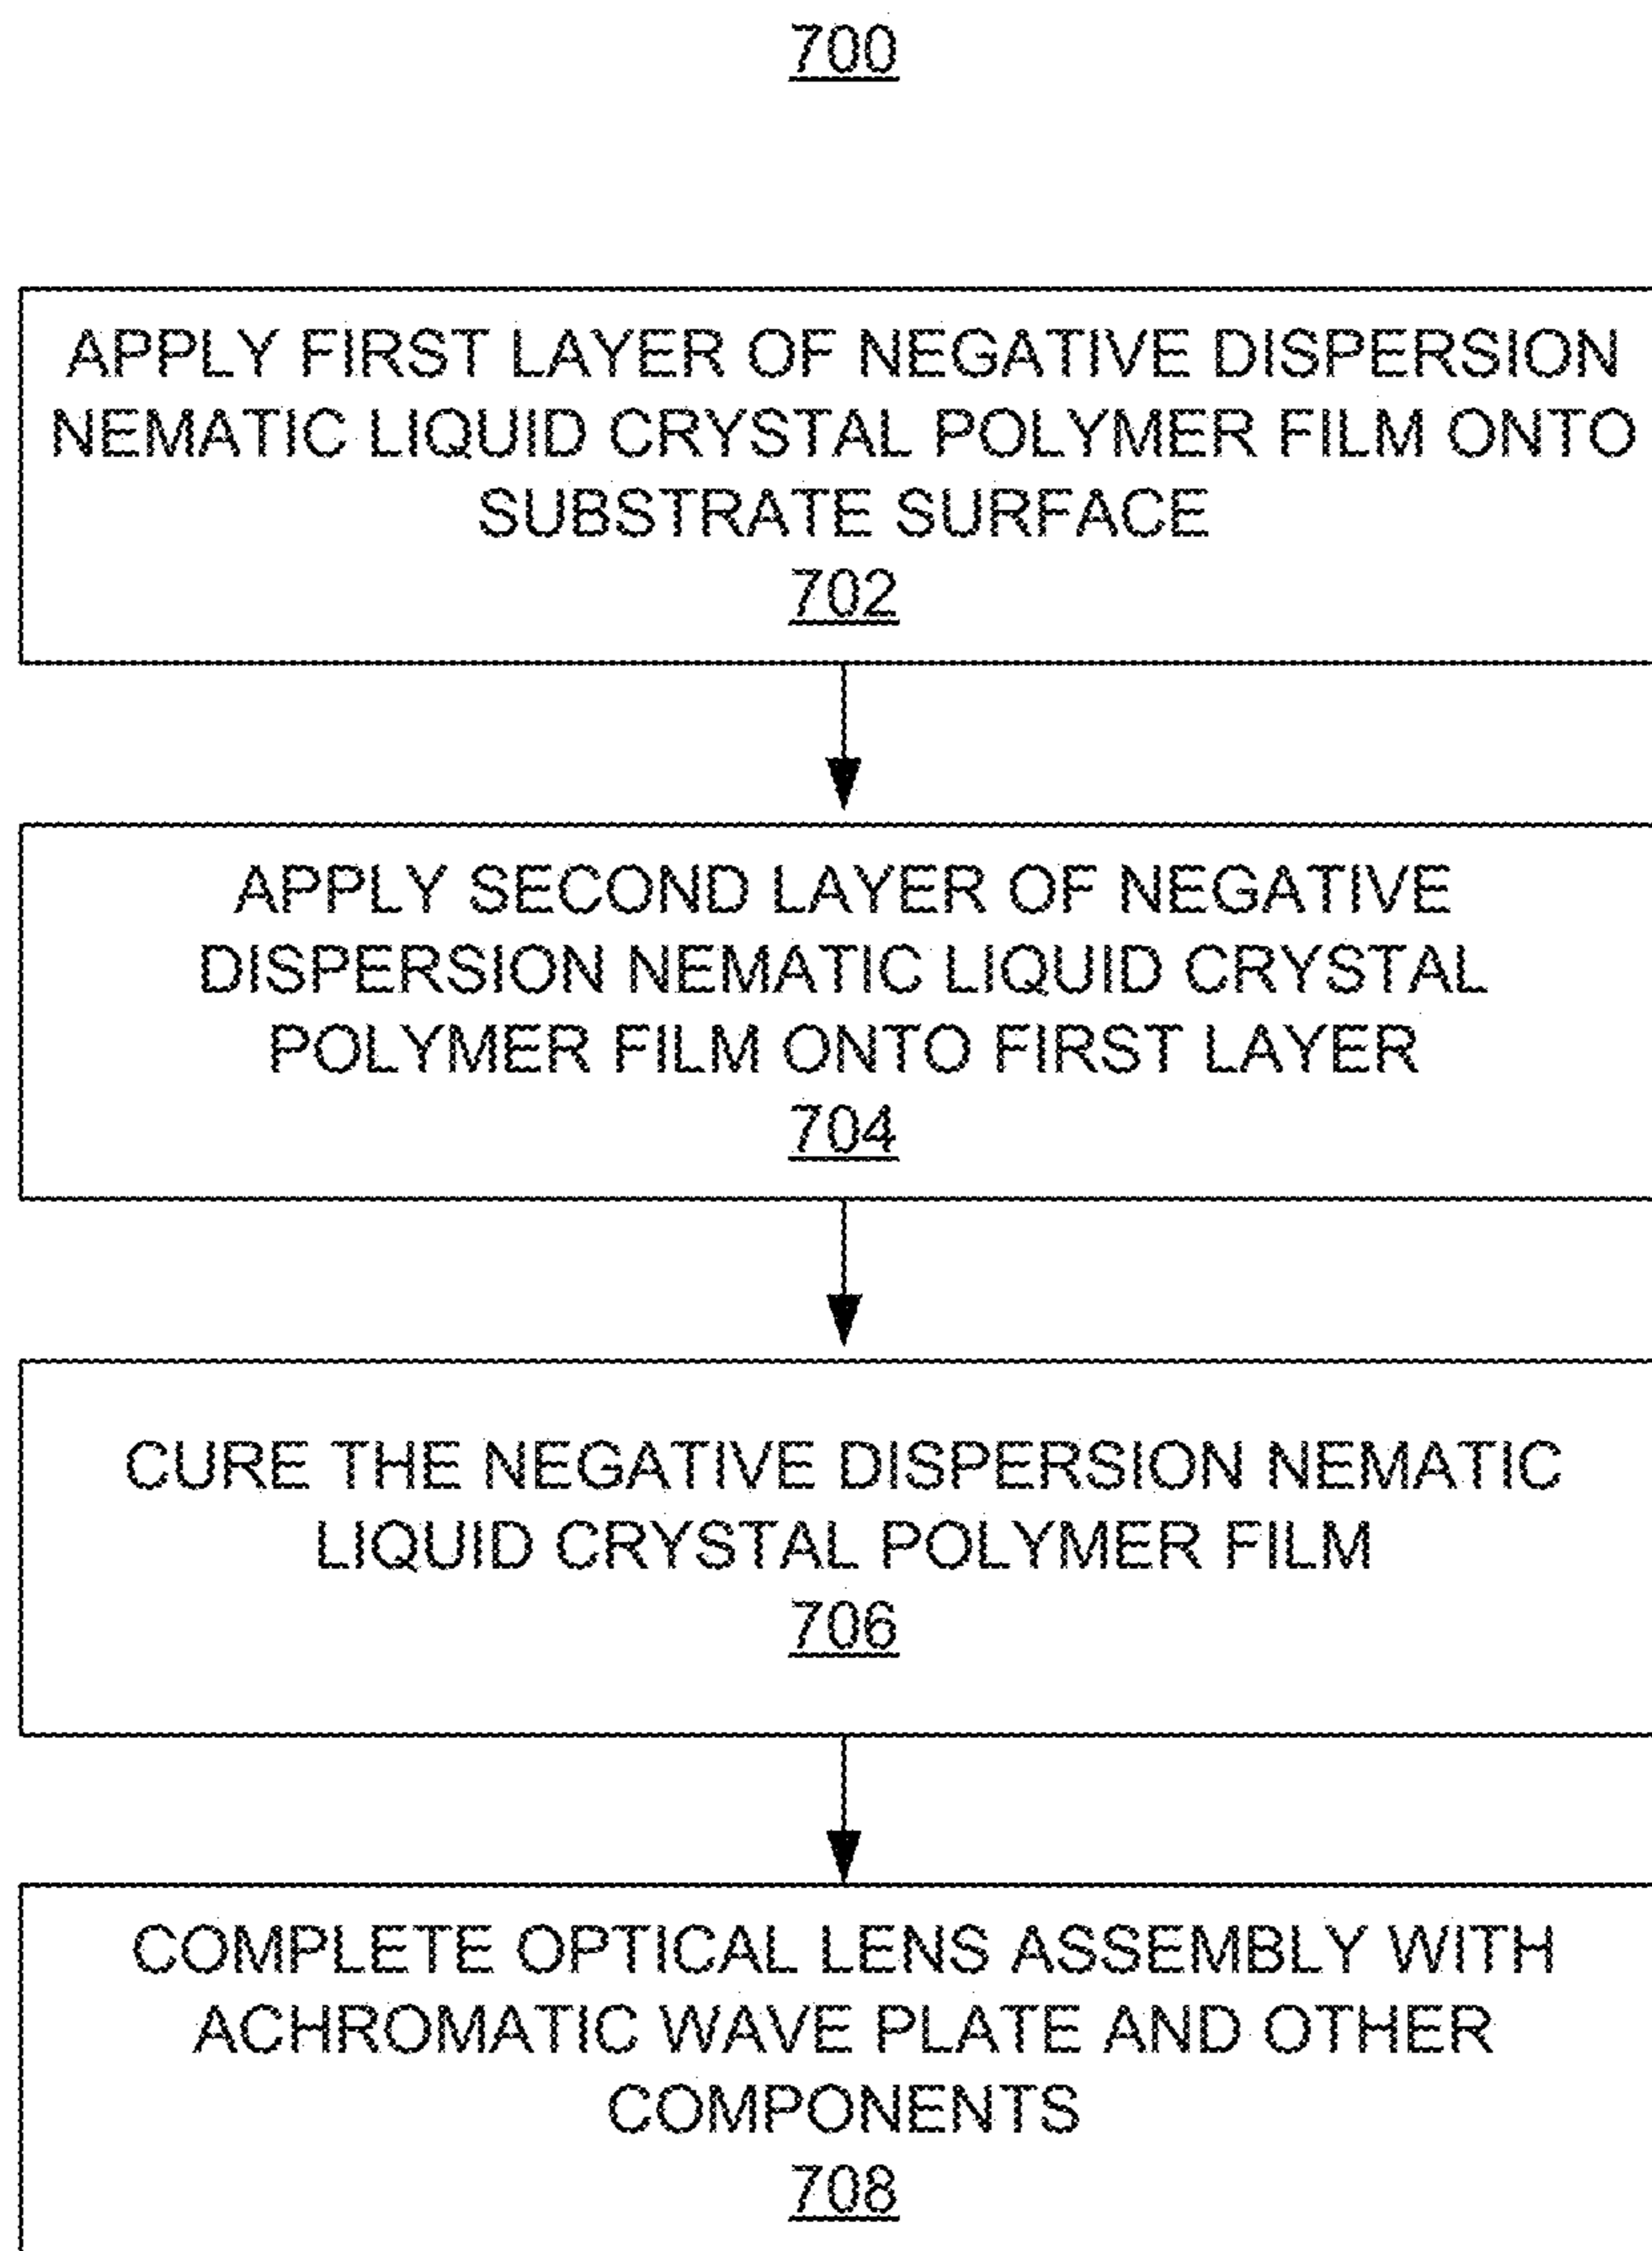 700
APPLY FIRST LAYER OF NEGATIVE DISPERSION
NEMATIC LIQUID CRYSTAL POLYMER FILM ONTO
SUBSTRATE SURFACE
702
APPLY SECOND LAYER OF NEGATIVE
DISPERSION NEMATIC LIQUID CRYSTAL
POLYMER FILM ONTO FIRST LAYER
704
CURE THE NEGATIVE DISPERSION NEMATIC
LIQUID CRYSTAL POLYMER FILM
706
COMPLETE OPTICAL LENS ASSEMBLY WITH
ACHROMATIC WAVE PLATE AND OTHER
COMPONENTS
708